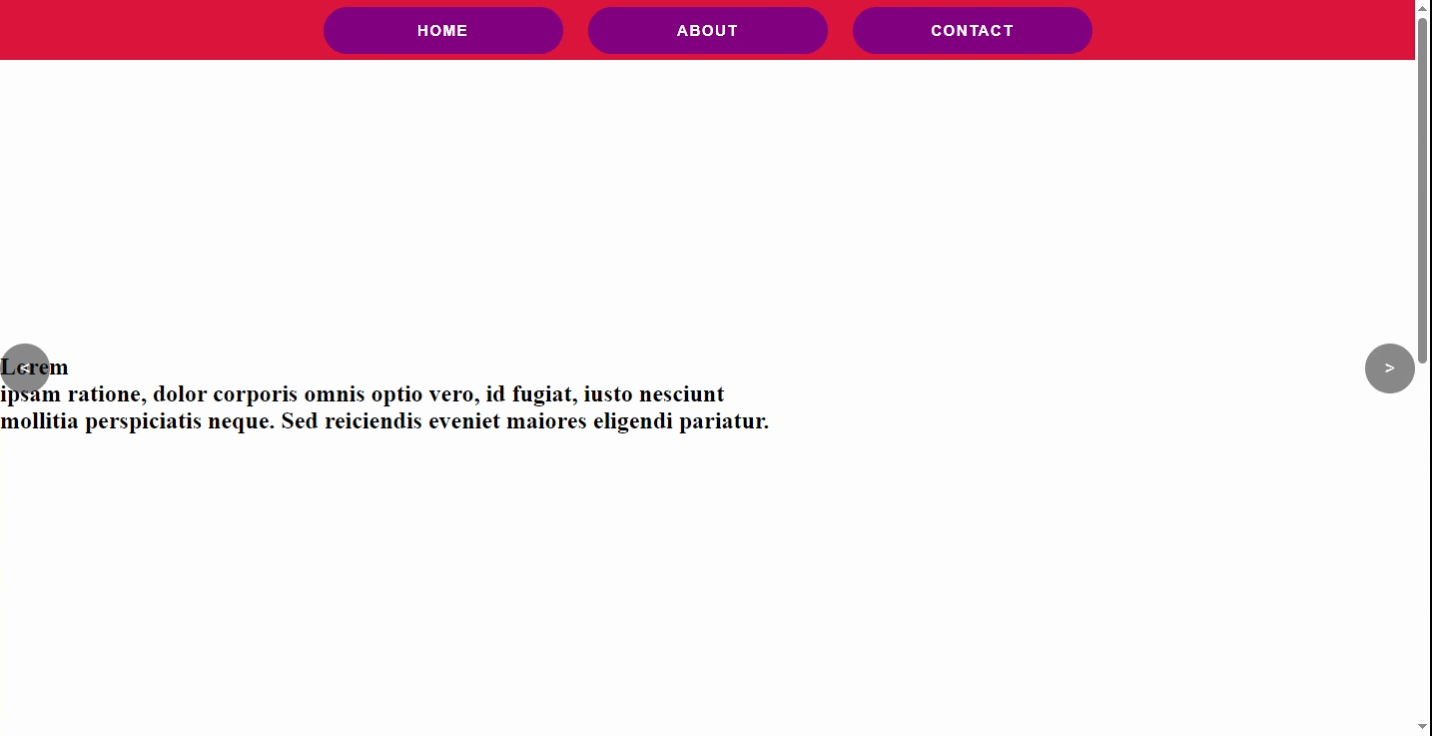 HOME ABOUT CONTACT
Lorem
<
>
ipsam ratione, dolor corporis omnis optio vero, id fugiat, iusto nesciunt
mollitia perspiciatis neque. Sed reiciendis eveniet maiores eligendi pariatur.